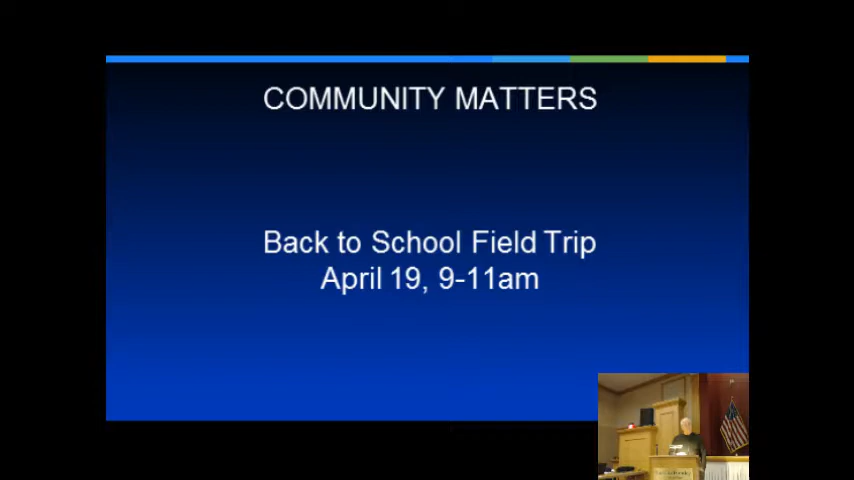 COMMUNITY MATTERS
Back to School Field Trip
April 19, 9-11am